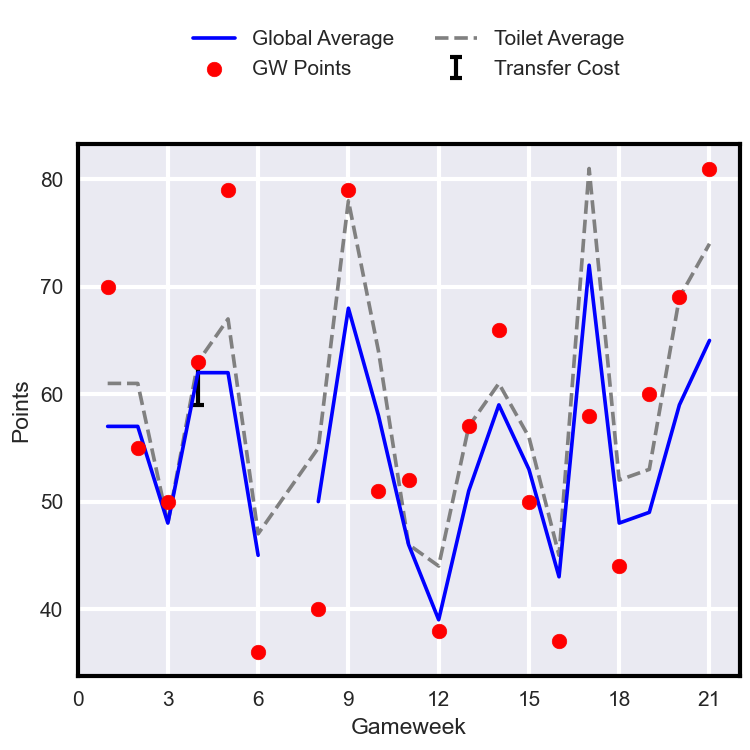 Global Average
Toilet Average
GW Points
Transfer Cost
80
70
60
50
40
Points
0 3 6 9 12 15 18 21
Gameweek